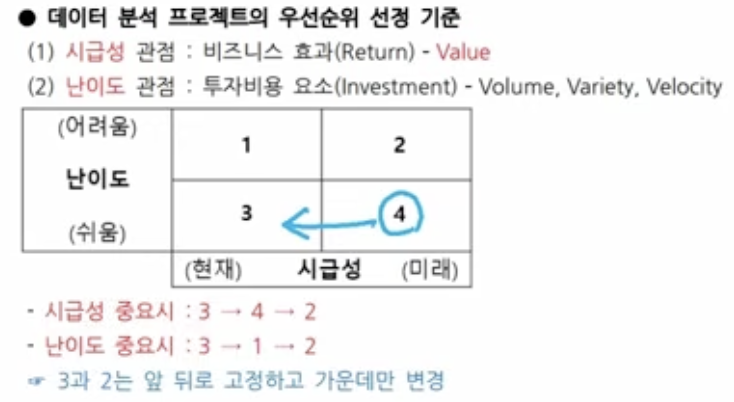 ● 데이터 분석 프로젝트의 우선순위 선정 기준
(1) 시급성 관점 : 비즈니스 효과(Return) - Value
(2) 난이도 관점 : 투자비용 요소(Investment) - Volume, Variety, Velocity
(어려움)
1 2
난이도
3 4
(쉬움)
(현재) 시급성 (미래)
- 시급성 중요시 : 3 → 4 → 2
- 난이도 중요시 : 3 → 1 → 2
☞ 3과 2는 앞 뒤로 고정하고 가운데만 변경